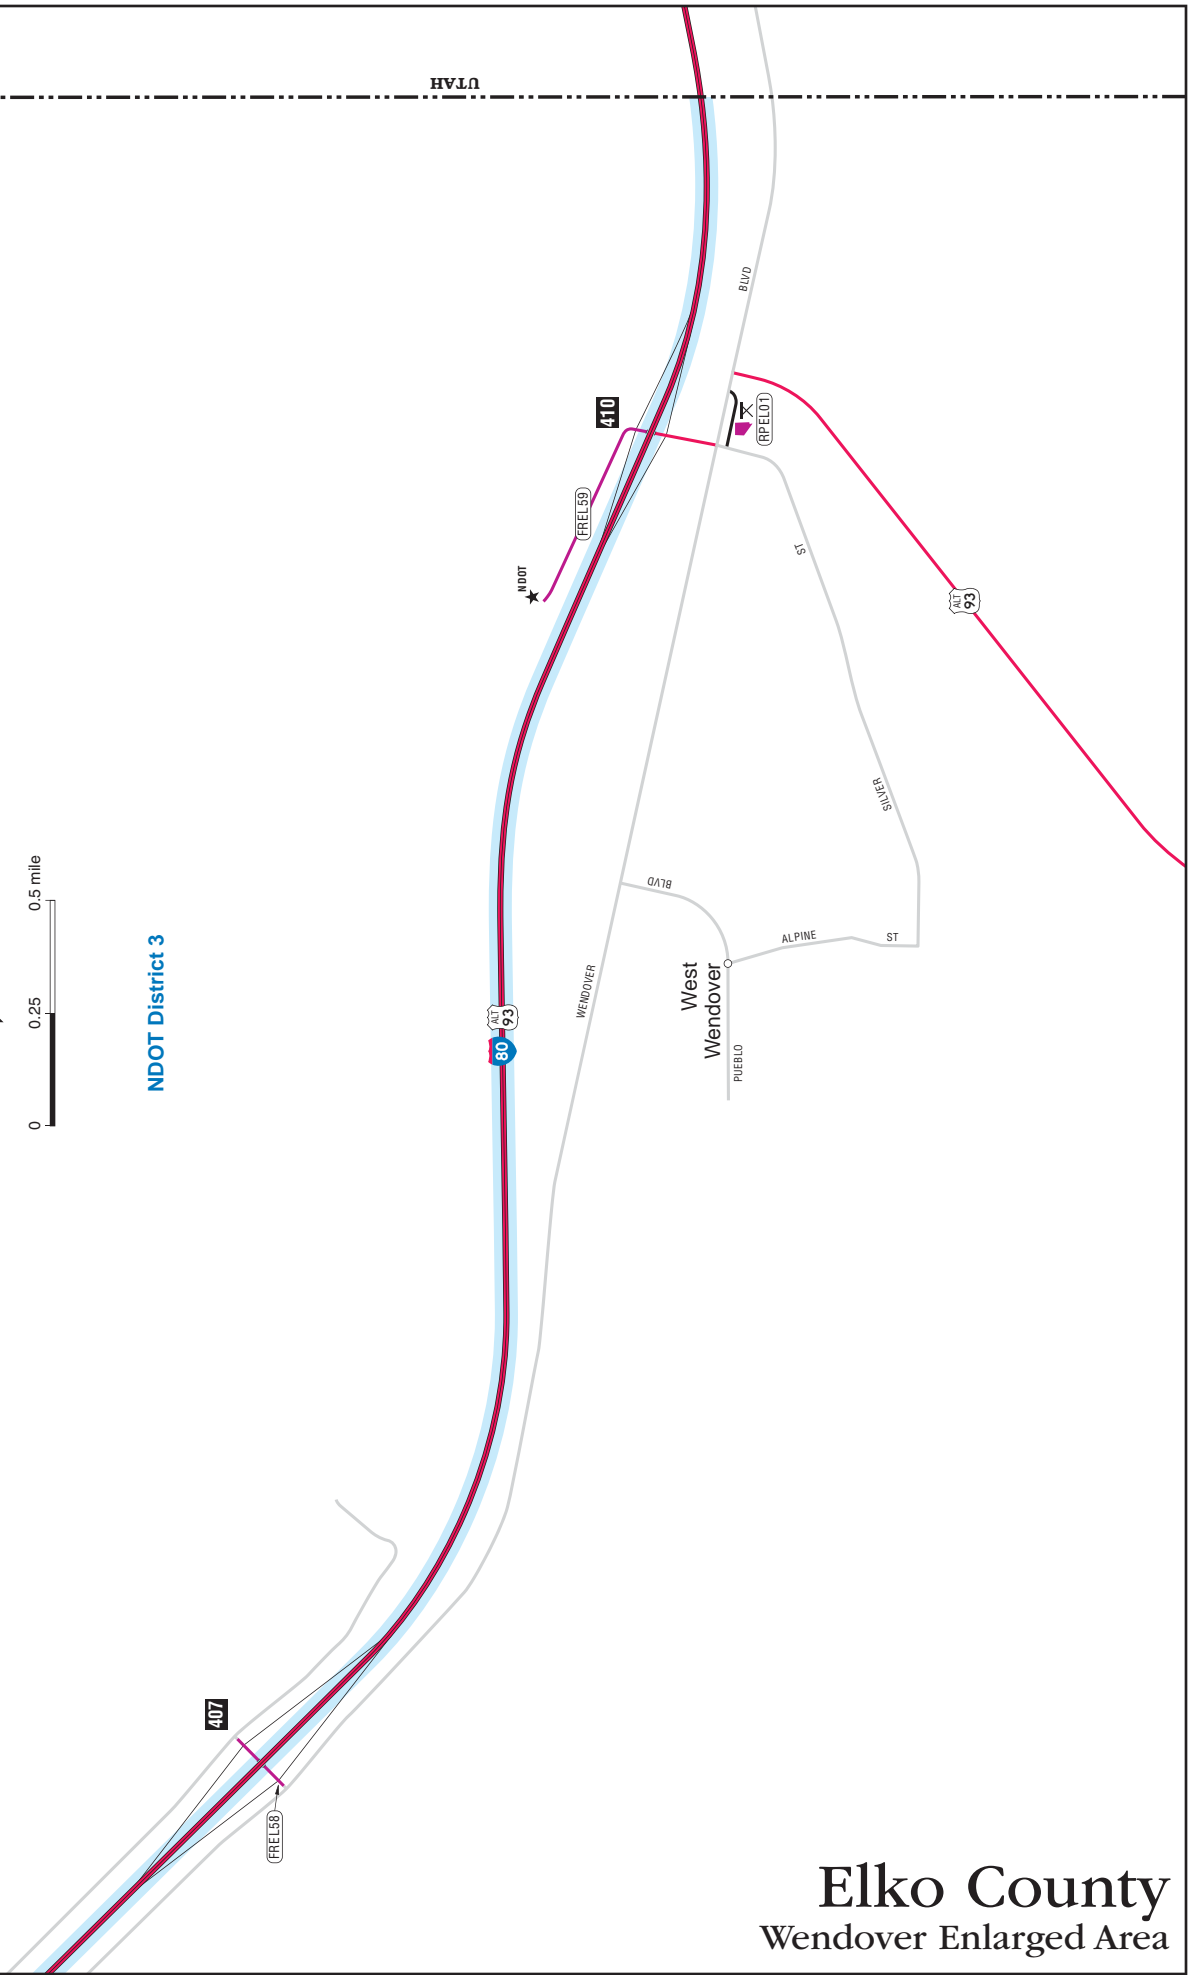 UTAH
BLVD
410
RPEL01
FREL59
NDOT
ST
ALT
93
SILVER
0 0.25 0.5 mile
NDOT District 3
BLVD
ALPINE ST
WENDOVER
West
Wendover
PUEBLO
ALT
93
80
407
FREL58
Elko County
Wendover Enlarged Area